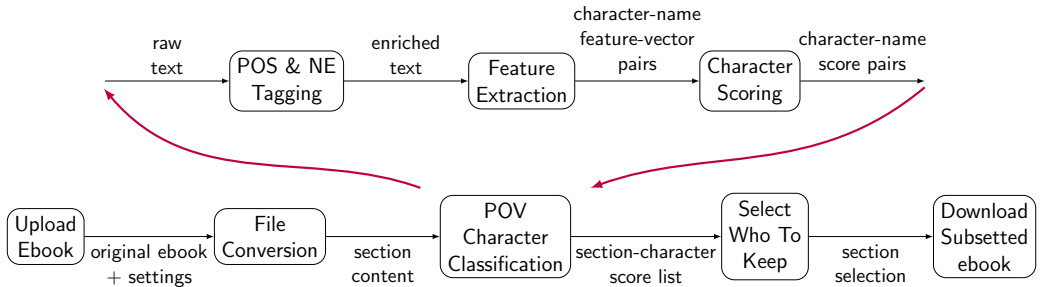 raw
text
POS & NE
Tagging
enriched
text
Feature
Extraction
character-name
feature-vector
pairs
Character
Scoring
character-name
score pairs
Upload
Ebook
original ebook
+ settings
File
Conversion
section
content
POV
Character
Classification
section-character
score list
Select
Who To
Keep
section
selection
Download
Subsetted
ebook